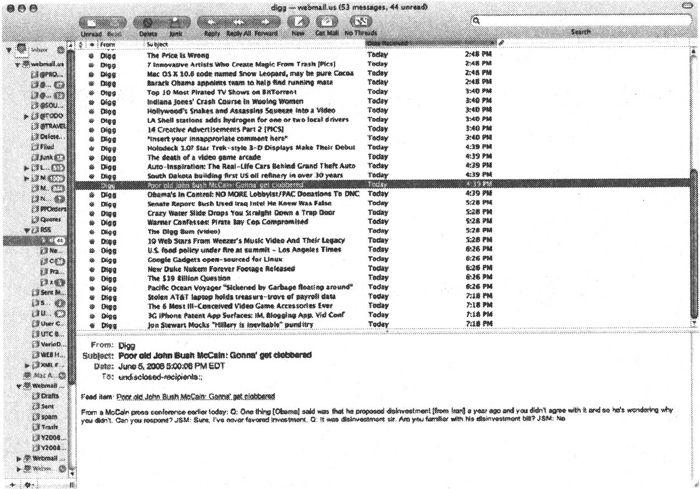 digg — webmail.us (53 messages, 44 unread)
Unread Read Delete Junk Reply Reply All Forward New Get Mail No Threads Search
From Subject Date Received
Digg The Price Is Wrong Today 2:48 PM
Digg 7 Innovative Artists Who Create Magic From Trash [Pics] Today 2:48 PM
Digg Mac OS X 10.6 code named Snow Leopard, may be pure Cocoa Today 2:48 PM
Digg Barack Obama appoints team to help find running mate Today 2:48 PM
Digg Top 10 Most Pirated TV Shows on BitTorrent Today 3:40 PM
Digg Indiana Jones' Crash Course in Wooing Women Today 3:40 PM
Digg Hollywood's Snakes and Assassins Squeeze into a Video Today 3:40 PM
Digg LA Shell stations adds hydrogen for one or two local drivers Today 3:40 PM
Digg 14 Creative Advertisements Part 2 [PICS] Today 3:40 PM
Digg "Insert your innapproriate comment here" Today 3:40 PM
Digg Holodeck 1.0? Star Trek-style 3-D Displays Make Their Debut Today 4:39 PM
Digg The death of a video game arcade Today 4:39 PM
Digg Auto-Inspiration: The Real-Life Cars Behind Grand Theft Auto Today 4:39 PM
Digg South Dakota building first US oil refinery in over 30 years Today 4:39 PM
Digg Poor old John Bush McCain: Gonna' get clobbered Today 4:39 PM
Digg Obama's In Control: NO MORE Lobbyist/PAC Donations To DNC Today 4:39 PM
Digg Senate Report: Bush Used Iraq Intel He Knew Was False Today 5:28 PM
Digg Crazy Water Slide Drops You Straight Down a Trap Door Today 5:28 PM
Digg Warner Confesses: Pirate Bay Cop Compromised Today 5:28 PM
Digg The Digg Bum (video) Today 5:28 PM
Digg 10 Web Stars From Weezer's Music Video And Their Legacy Today 5:28 PM
Digg U.S. food policy under fire at summit - Los Angeles Times Today 6:26 PM
Digg Google Gadgets open-sourced for Linux Today 6:26 PM
Digg New Duke Nukem Forever Footage Released Today 6:26 PM
Digg The $39 Billion Question Today 6:26 PM
Digg Pacific Ocean Voyager "Sickened by Garbage floating around" Today 6:26 PM
Digg Stolen AT&T laptop holds treasure-trove of payroll data Today 7:18 PM
Digg The 6 Most Ill-Conceived Video Game Accessories Ever Today 7:18 PM
Digg 3G iPhone Patent App Surfaces: IM, Blogging App, Vid Conf Today 7:18 PM
Digg Jon Stewart Mocks "Hillary is inevitable" punditry Today 7:18 PM
Inbox
webmail.us
@PRO...
@...
@...
@SOU...
@TODO
@TRAVEL
Delete...
Filed
Junk
L...
M...
M...
N...
PFOrders
Quotes
RSS
44
Ne...
Pra...
Sent M...
S...
U...
User C...
UTC B...
VarioD...
WEB H...
XML F...
Mac A...
Webmail ...
Drafts
Sent
spam
Trash
Y2008...
Y2008...
Webmail ...
From: Digg
Subject: Poor old John Bush McCain: Gonna' get clobbered
Date: June 5, 2008 5:00:06 PM EDT
To: undisclosed-recipients:;
Feed item: Poor old John Bush McCain: Gonna' get clobbered
From a McCain press conference earlier today: Q: One thing [Obama] said was that he proposed disinvestment [from Iran] a year ago and you didn't agree with it and so he's wondering why
you didn't. Can you respond? JSM: Sure, I've never favored investment. Q: It was disinvestment sir. Are you familiar with his disinvestment bill? JSM: No